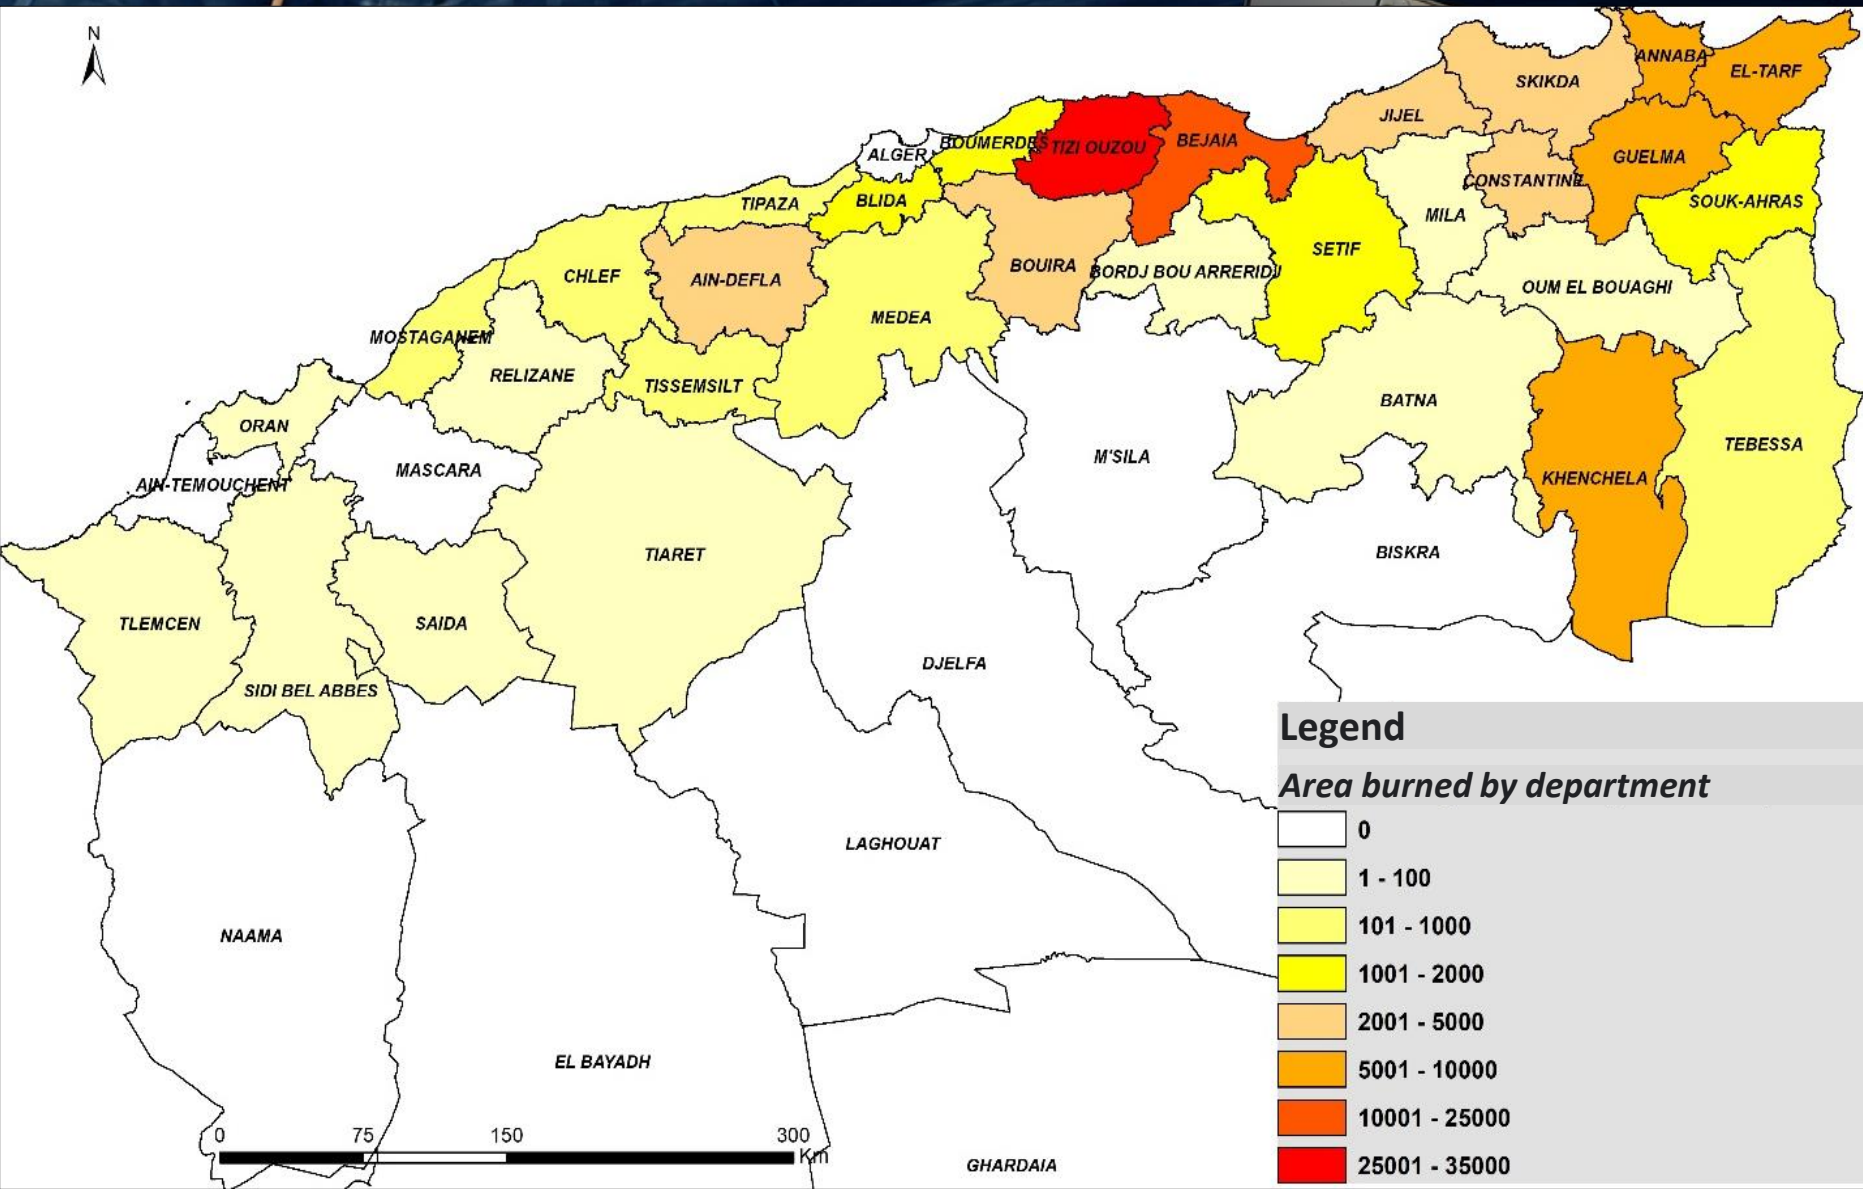 N
ANNABA
EL-TARF
SKIKDA
JIJEL
BEJAIA
TIZI OUZOU
BOUMERDES
ALGER
GUELMA
CONSTANTINE
SOUK-AHRAS
MILA
BLIDA
TIPAZA
SETIF
BOUIRA
BORDJ BOU ARRERIDJ
CHLEF
AIN-DEFLA
OUM EL BOUAGHI
MEDEA
MOSTAGANEM
RELIZANE
TISSEMSILT
BATNA
ORAN
TEBESSA
M'SILA
MASCARA
KHENCHELA
AIN-TEMOUCHENT
TIARET
BISKRA
TLEMCEN
SAIDA
DJELFA
SIDI BEL ABBES
LAGHOUAT
NAAMA
EL BAYADH
GHARDAIA
0 75 150 300
Km
Legend
Area burned by department
0
1 - 100
101 - 1000
1001 - 2000
2001 - 5000
5001 - 10000
10001 - 25000
25001 - 35000